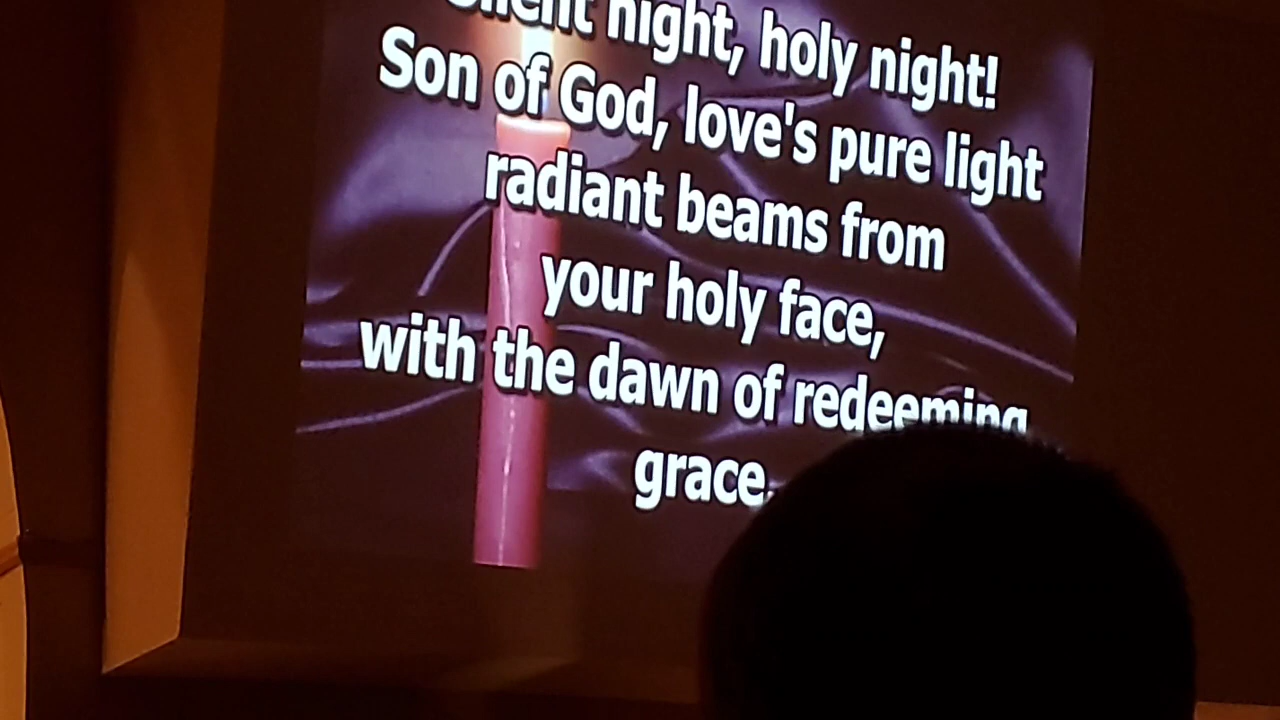 Silent night, holy night!
Son of God, love's pure light
radiant beams from
your holy face,
with the dawn of redeeming
grace,